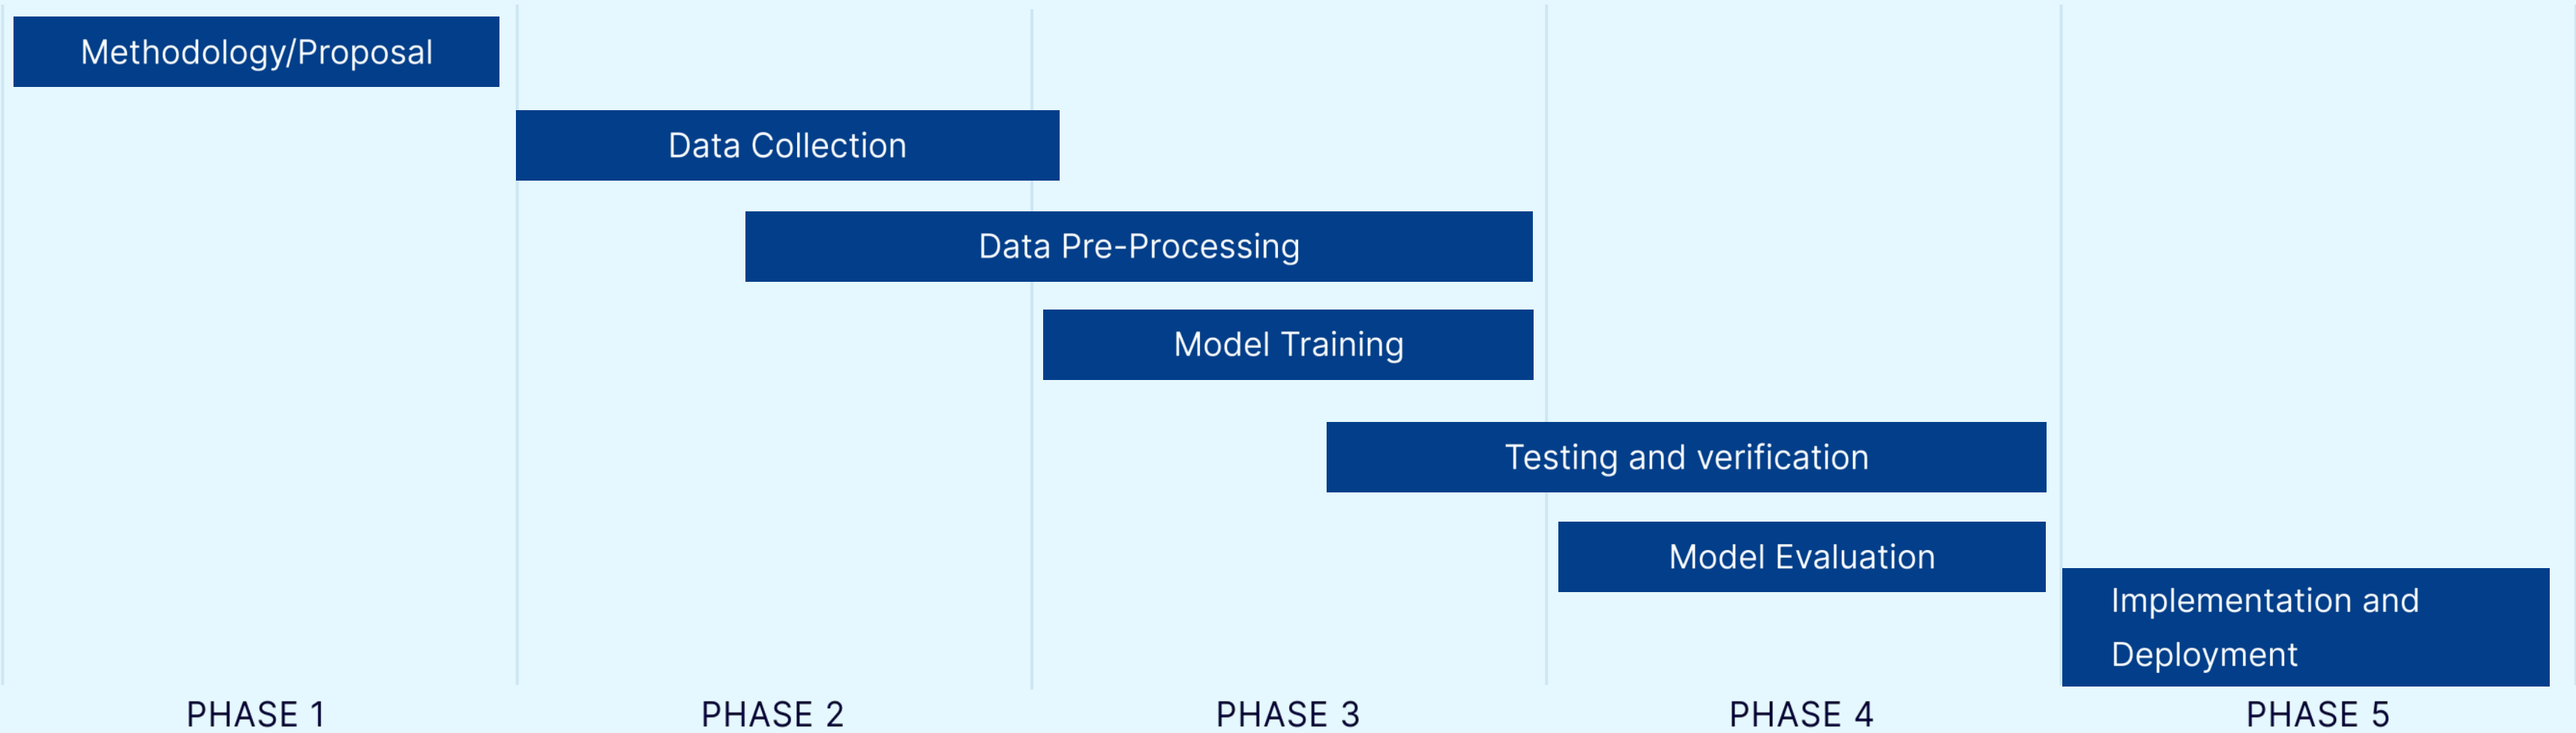 Methodology/Proposal
Data Collection
Data Pre-Processing
Model Training
Testing and verification
Model Evaluation
Implementation and
Deployment
PHASE 1
PHASE 2
PHASE 3
PHASE 4
PHASE 5